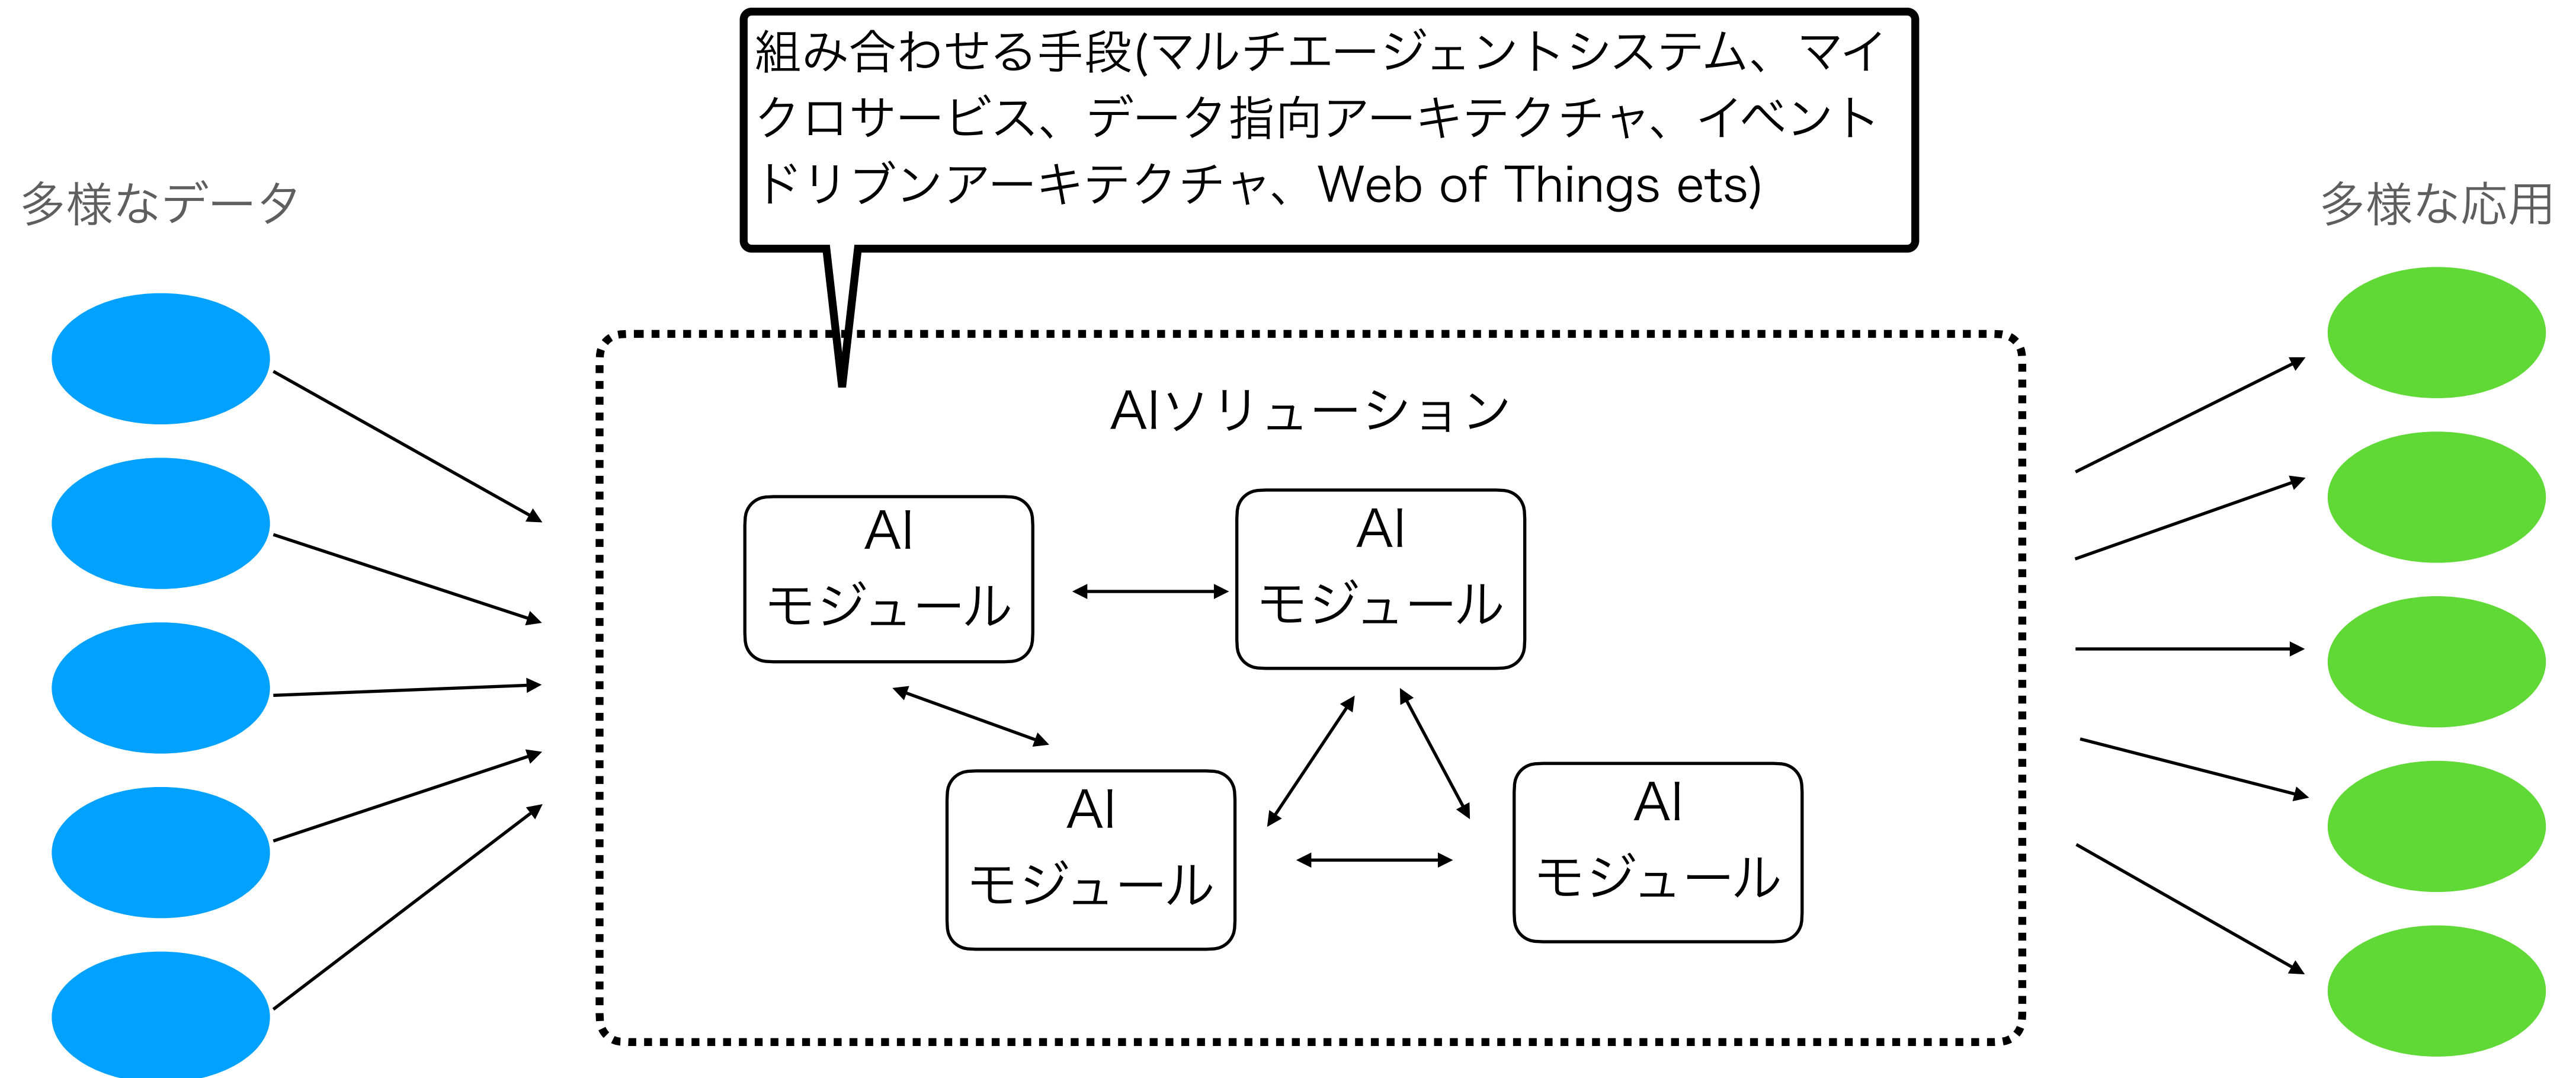 組み合わせる手段(マルチエージェントシステム、マイ
クロサービス、データ指向アーキテクチャ、イベント
ドリブンアーキテクチャ、Web of Things ets)
多様なデータ
多様な応用
AIソリューション
AI
モジュール
AI
モジュール
AI
モジュール
AI
モジュール